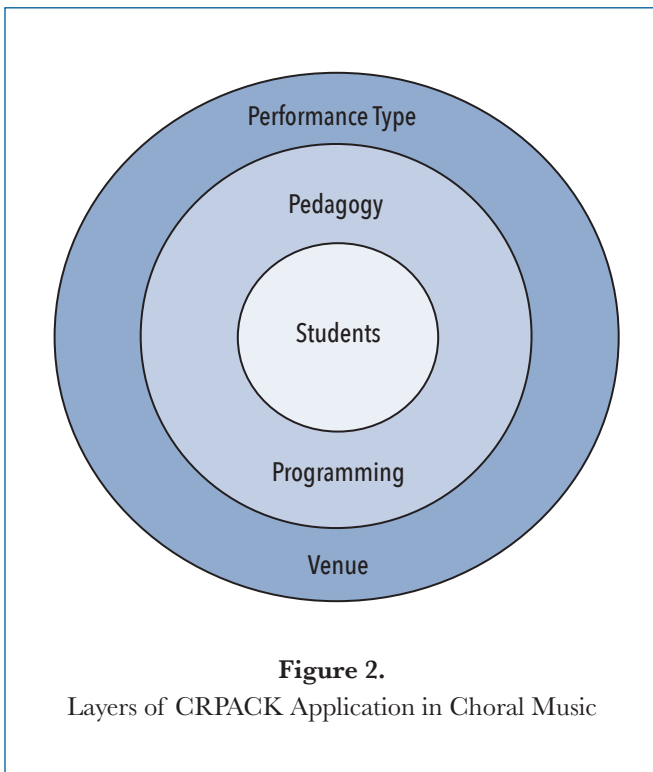 Performance Type
Pedagogy
Students
Programming
Venue
Figure 2.
Layers of CRPACK Application in Choral Music